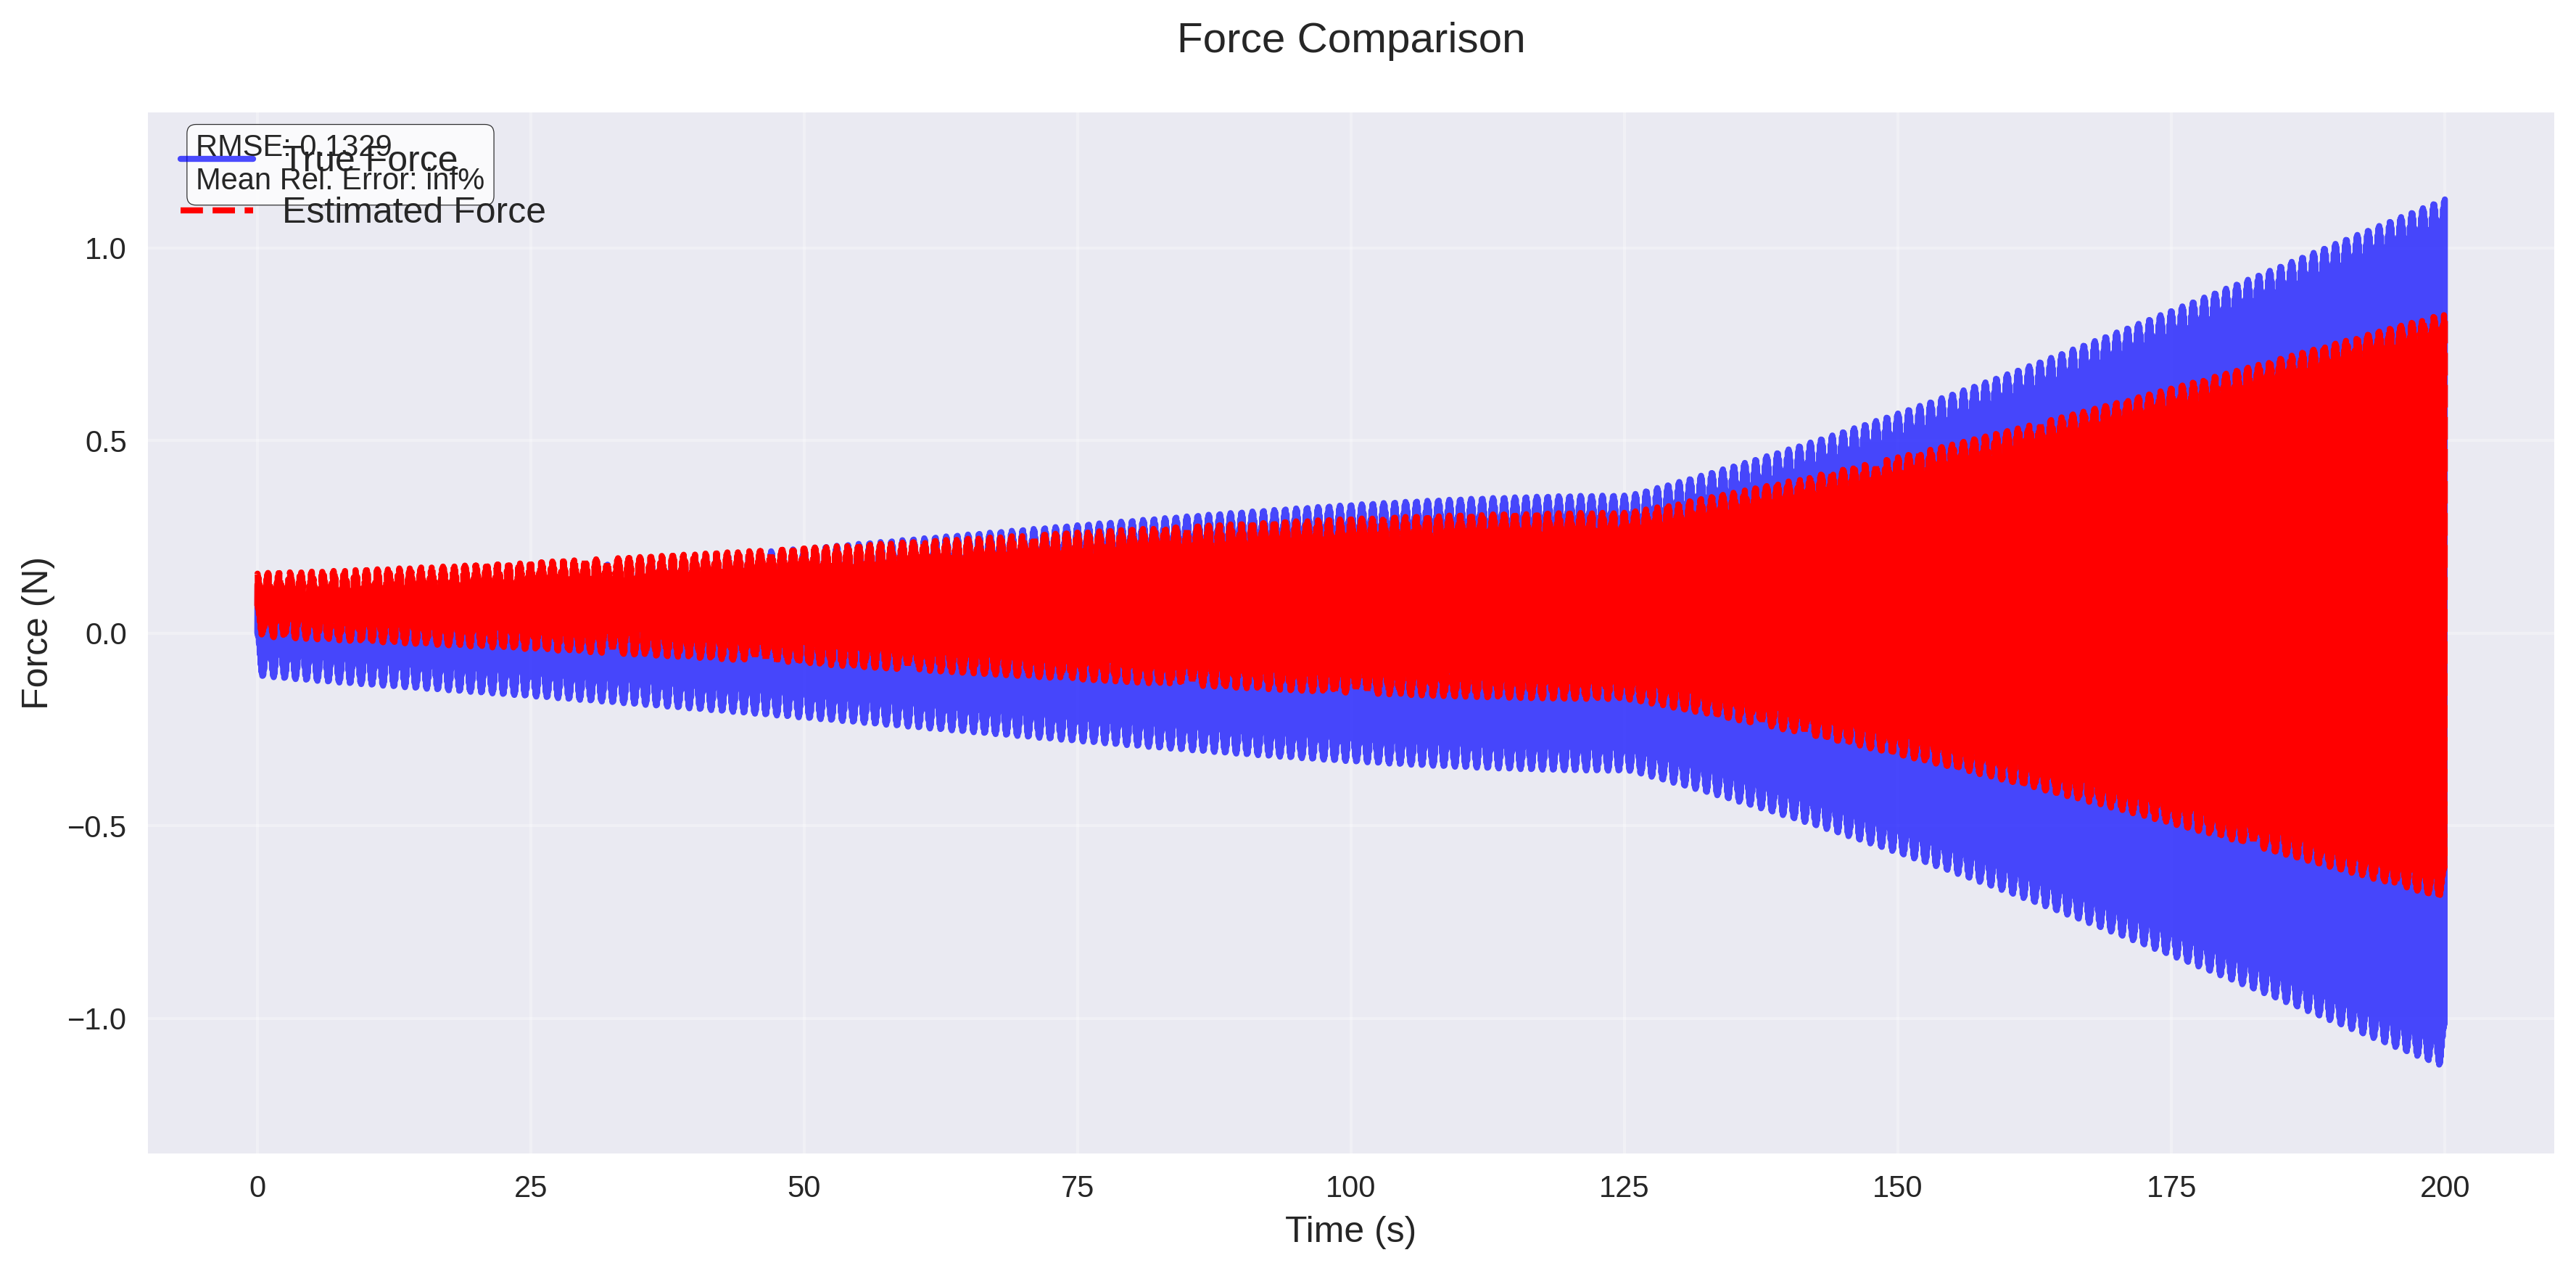 Force Comparison
RMSE: 0.1329
True Force
Mean Rel. Error: inf%
Estimated Force
1.0
0.5
0.0
−0.5
−1.0
Force (N)
0 25 50 75 100 125 150 175 200
Time (s)